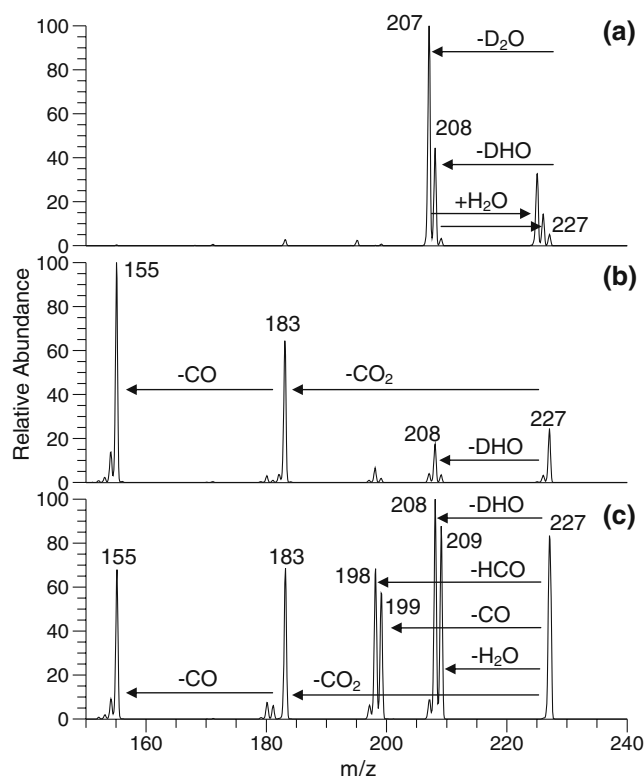 (a)
100
207
-D₂O
80
60
208
40
-DHO
20
+H₂O
227
0
(b)
100
155
80
183
60
-CO
-CO₂
40
227
208
20
-DHO
0
Relative Abundance
(c)
100
208
-DHO
209
227
80
155
183
198
-HCO
60
199
-CO
40
-H₂O
20
-CO
-CO₂
0
160 180 200 220 240
m/z